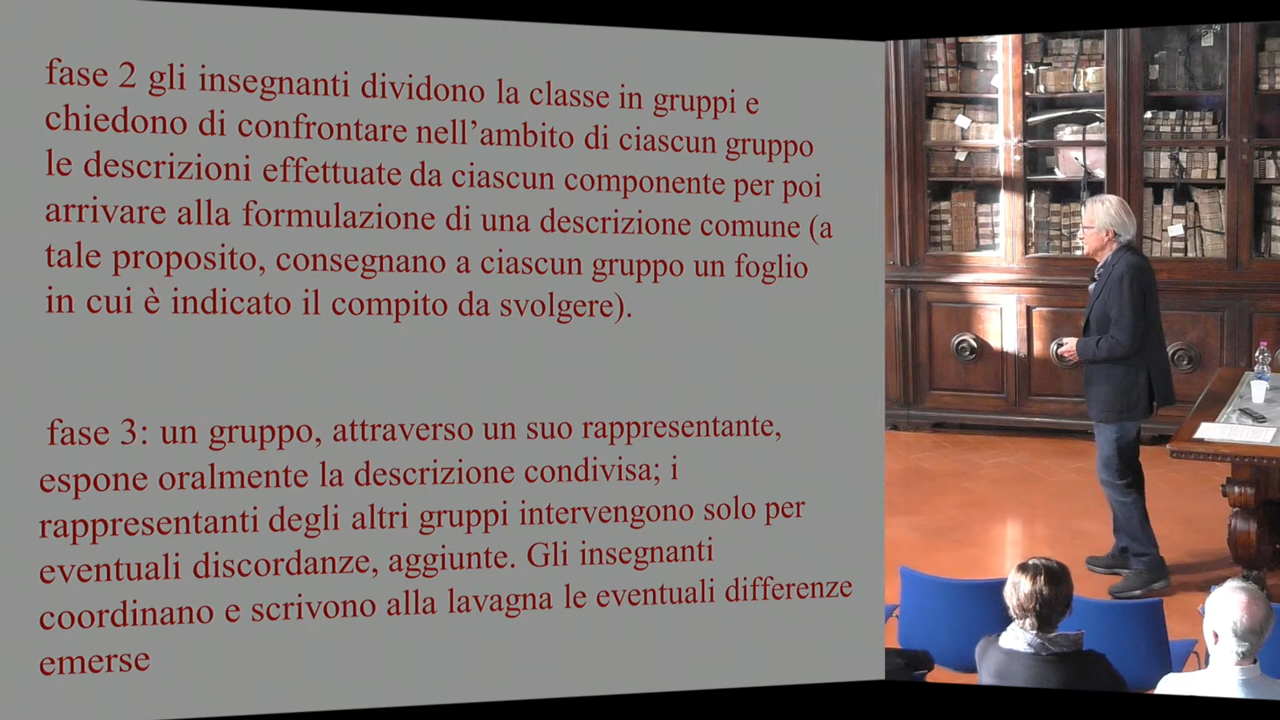 fase 2 gli insegnanti dividono la classe in gruppi e
chiedono di confrontare nell’ambito di ciascun gruppo
le descrizioni effettuate da ciascun componente per poi
arrivare alla formulazione di una descrizione comune (a
tale proposito, consegnano a ciascun gruppo un foglio
in cui è indicato il compito da svolgere).
fase 3: un gruppo, attraverso un suo rappresentante,
espone oralmente la descrizione condivisa; i
rappresentanti degli altri gruppi intervengono solo per
eventuali discordanze, aggiunte. Gli insegnanti
coordinano e scrivono alla lavagna le eventuali differenze
emerse